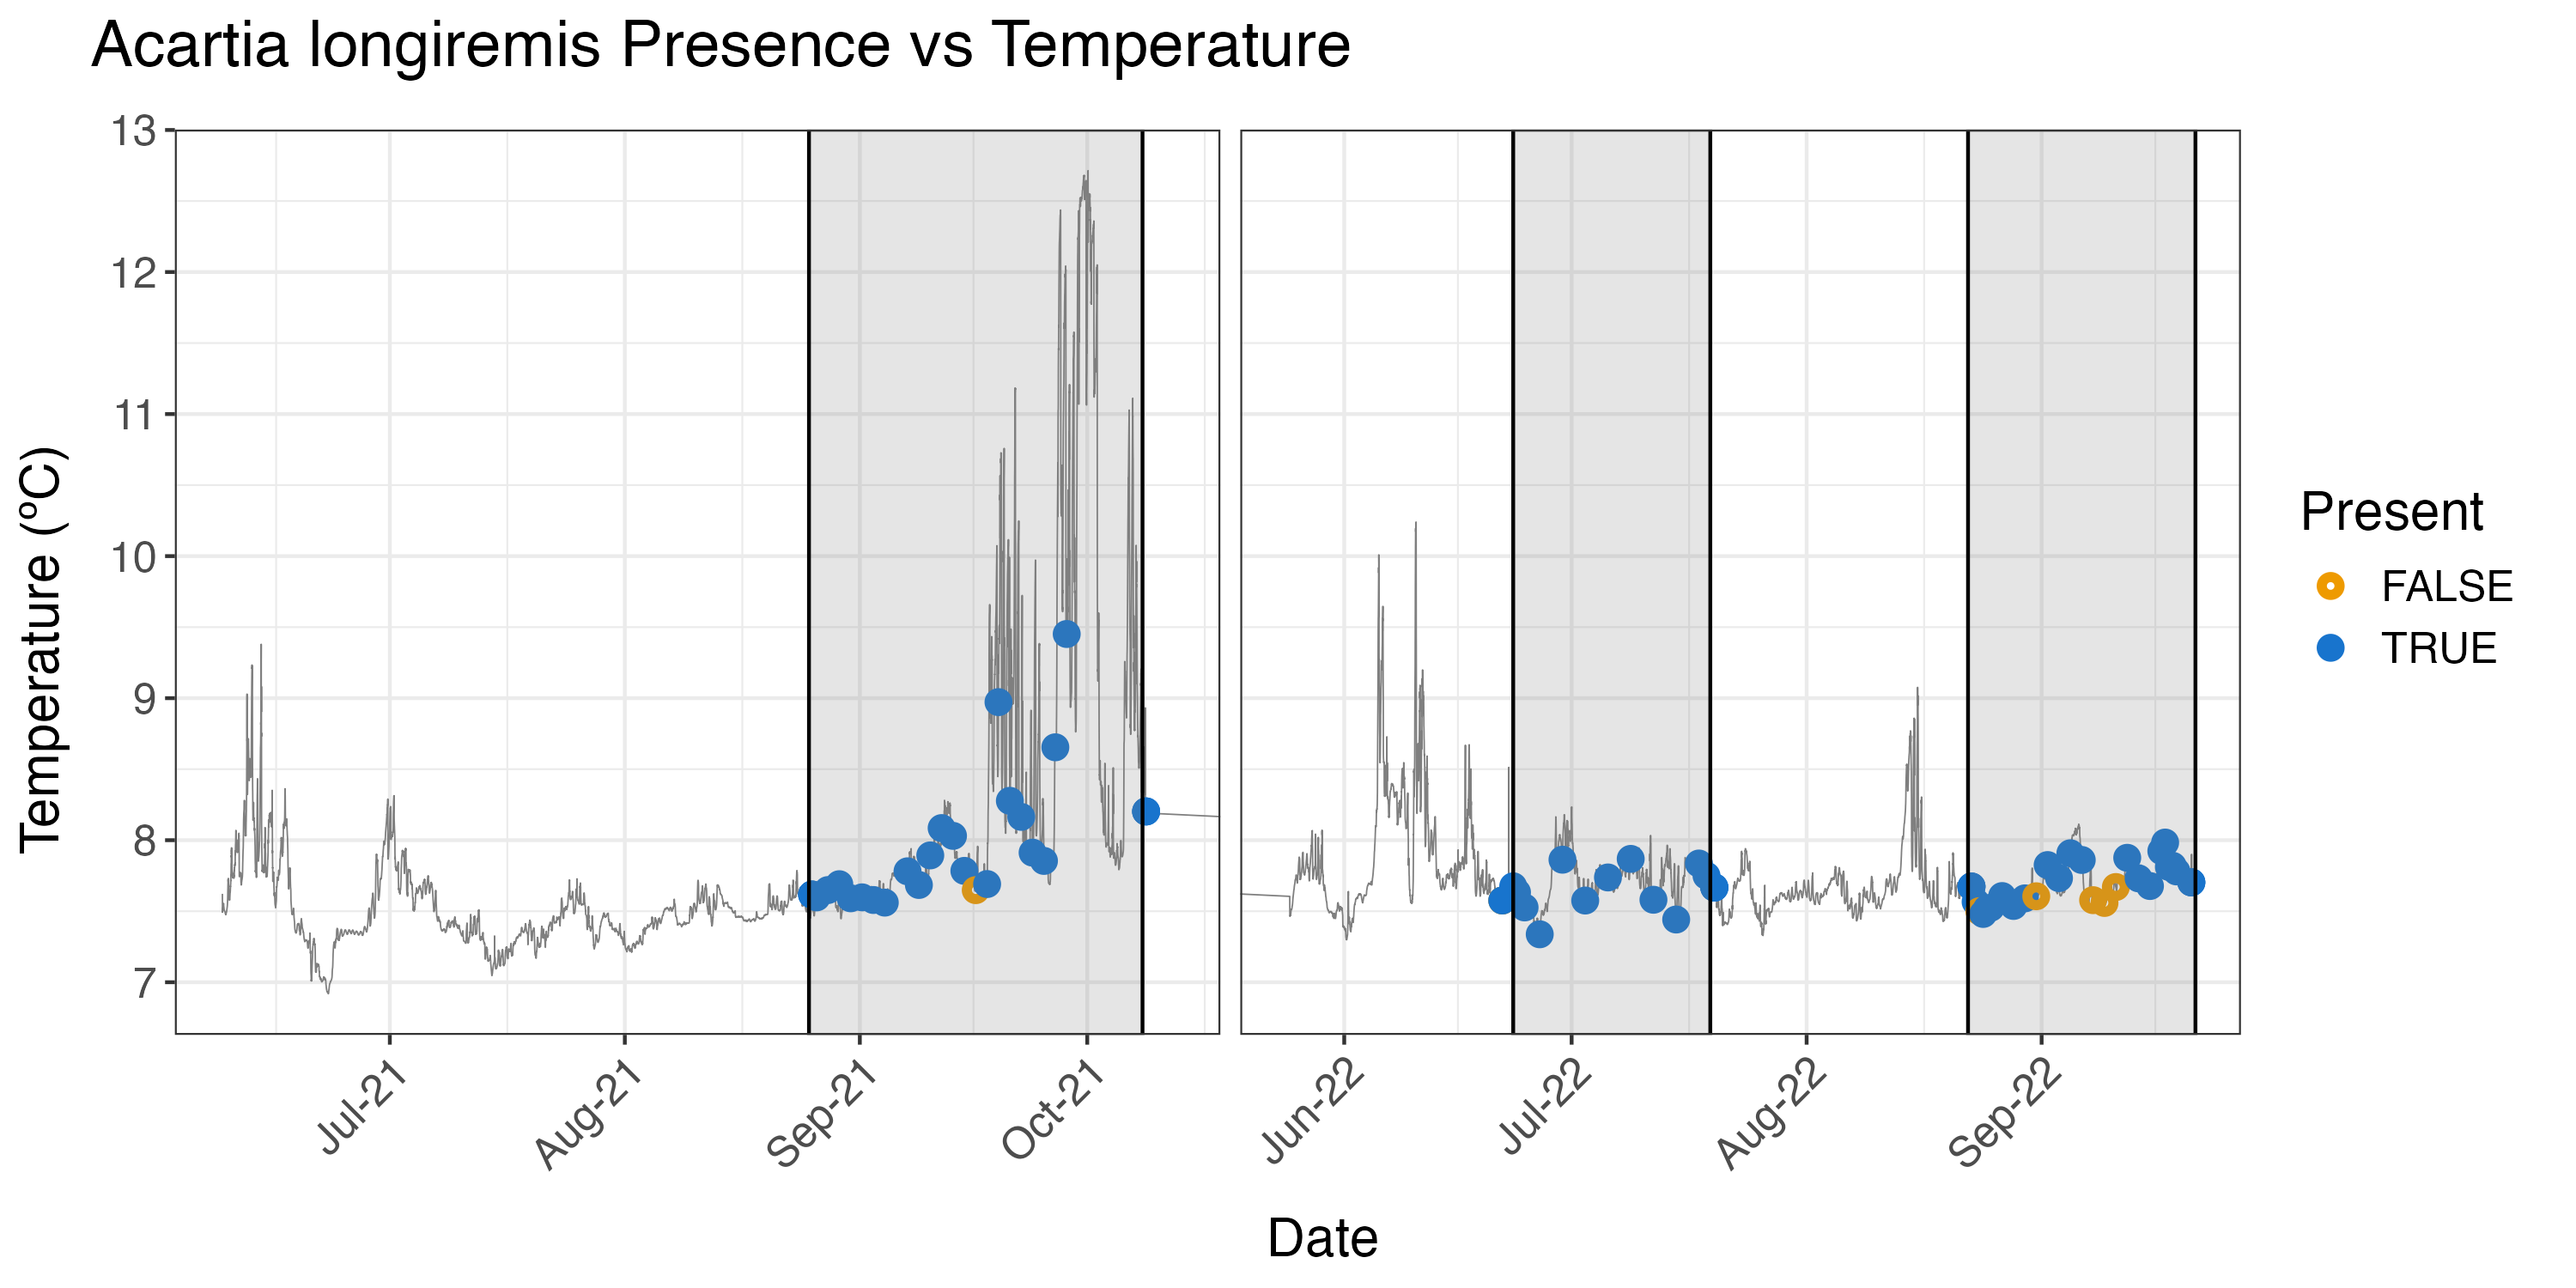 Acartia longiremis Presence vs Temperature
Temperature (ºC)
13
12
11
10
9
8
7
Jul-21
Aug-21
Sep-21
Oct-21
Jun-22
Jul-22
Aug-22
Sep-22
Date
Present
FALSE
TRUE